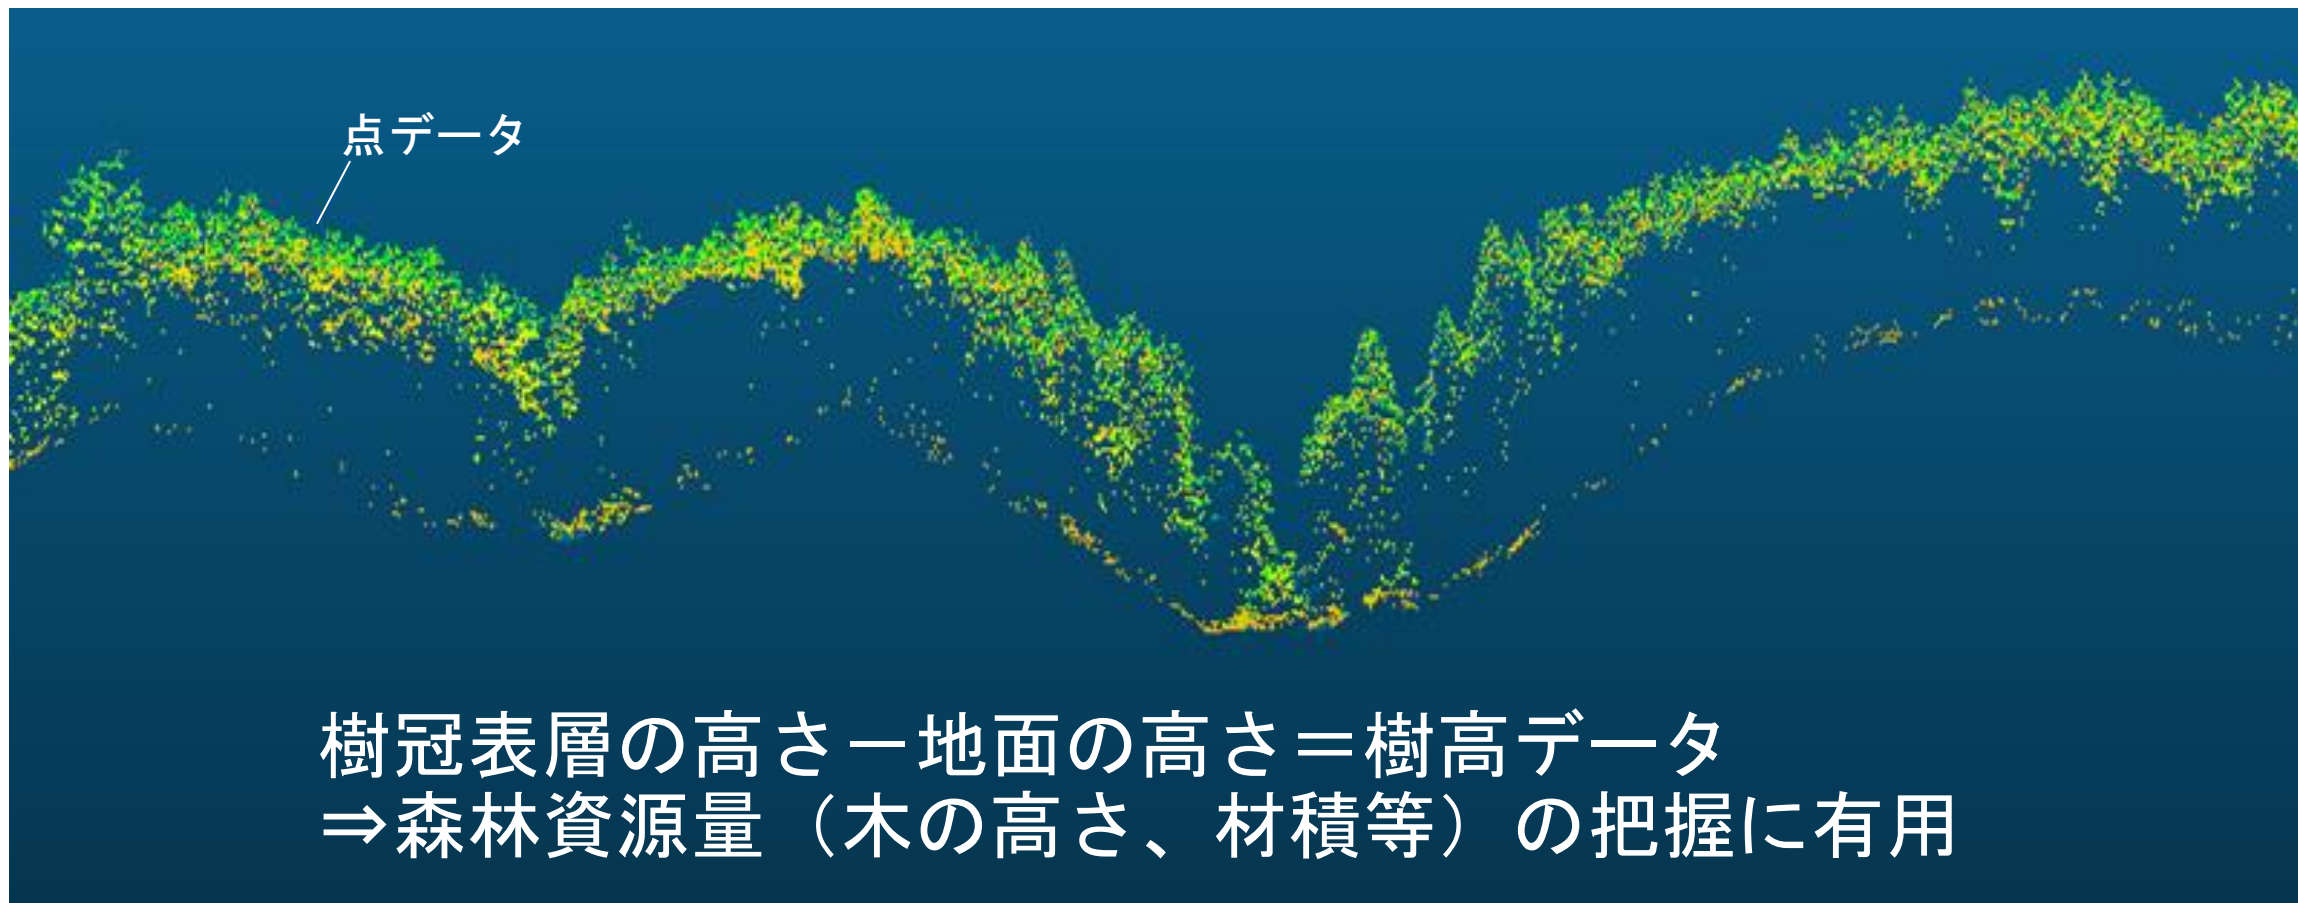 点データ
樹冠表層の高さ－地面の高さ＝樹高データ
⇒森林資源量（木の高さ、材積等）の把握に有用